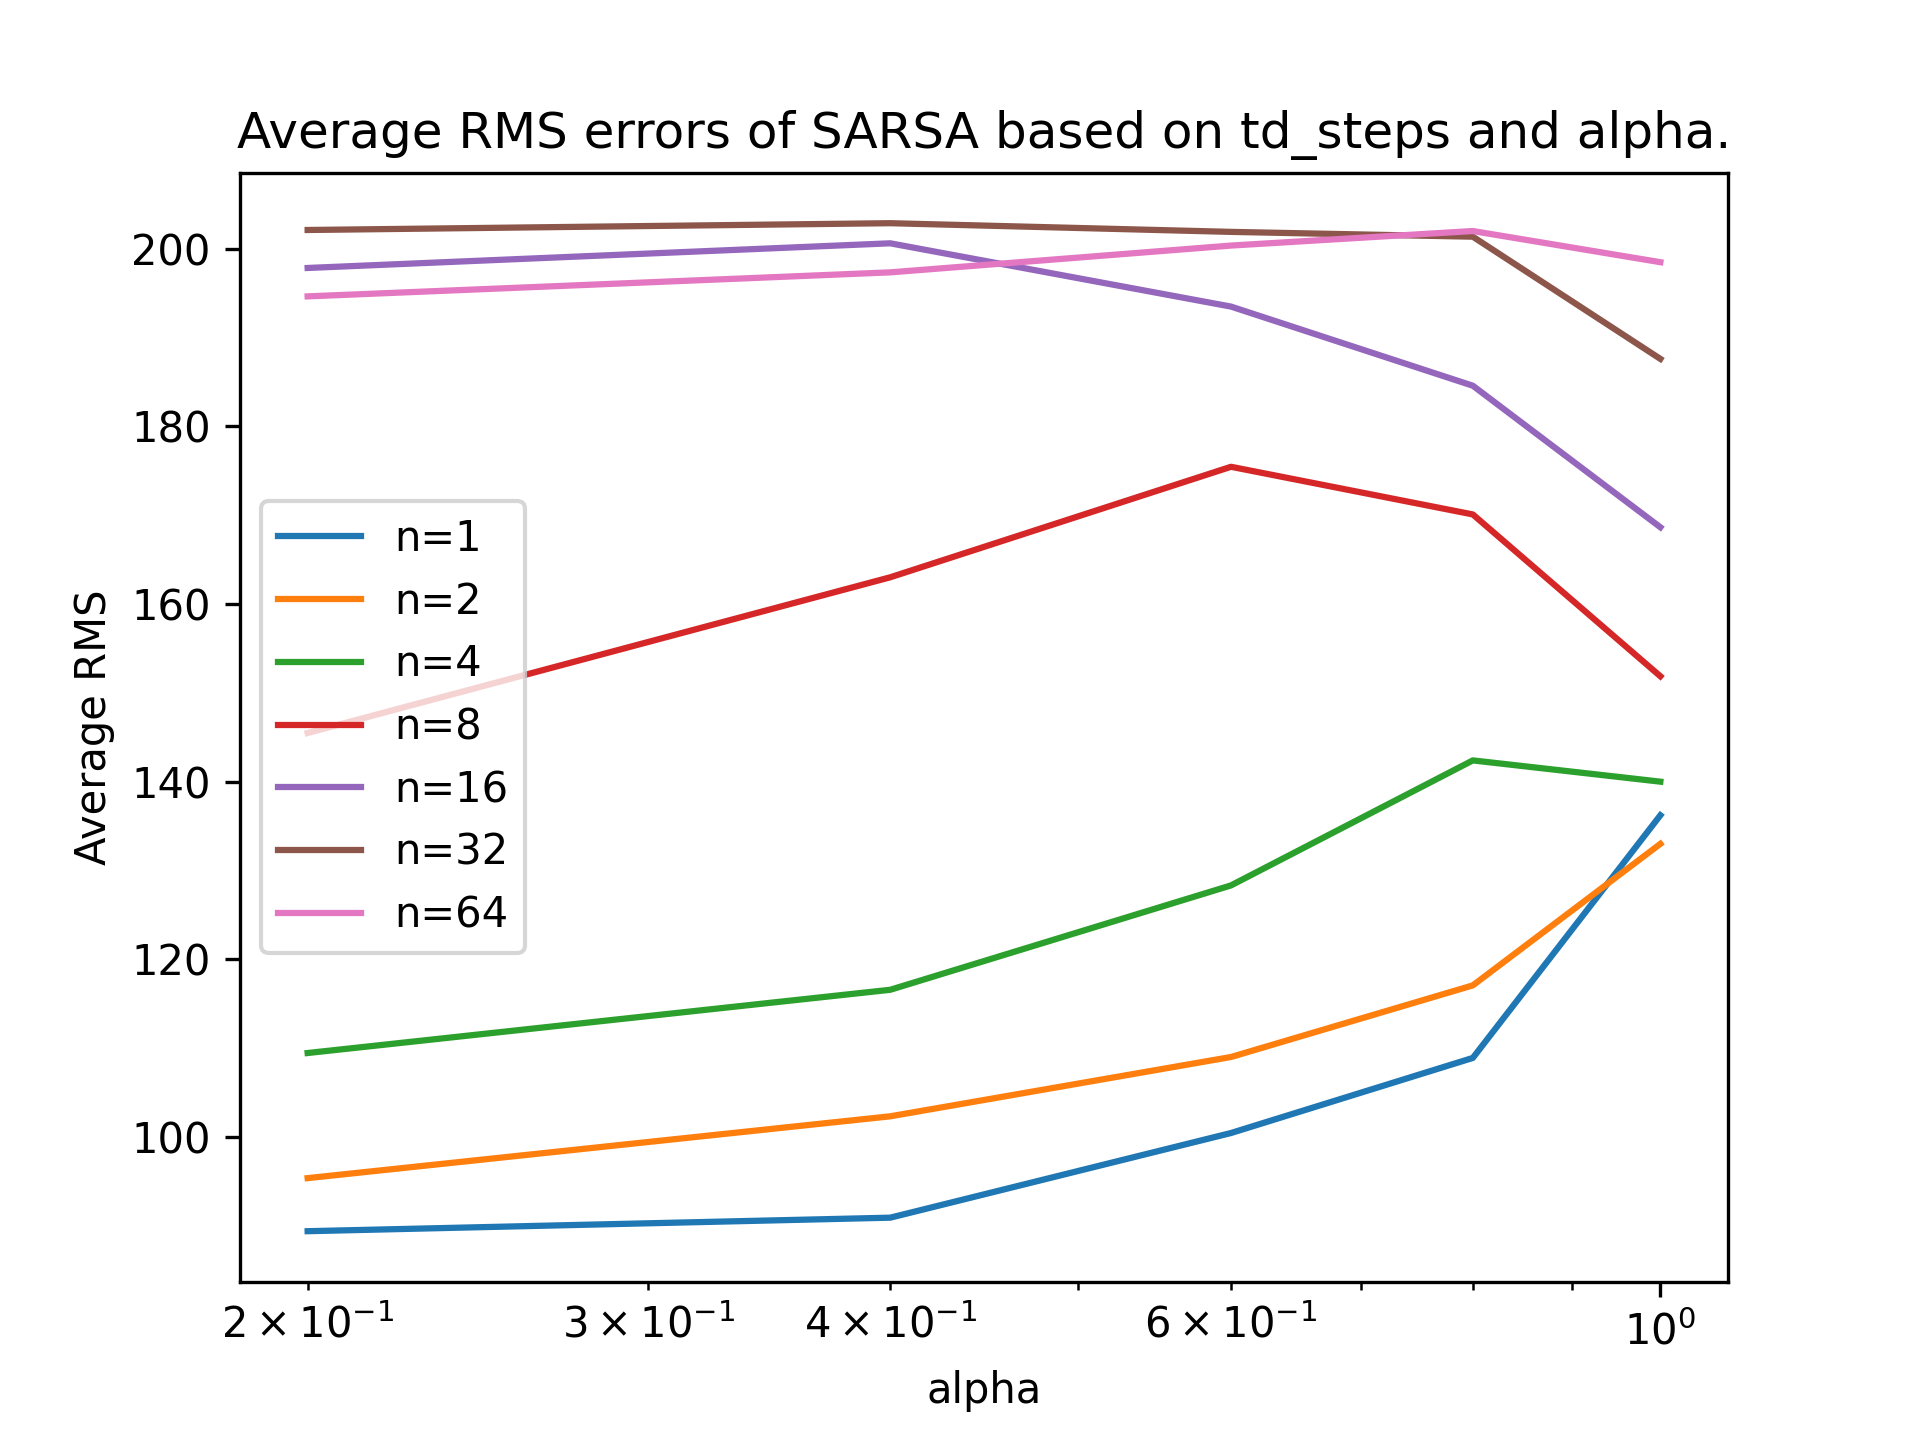 Average RMS errors of SARSA based on td_steps and alpha.
200
180
160
140
120
100
Average RMS
n=1
n=2
n=4
n=8
n=16
n=32
n=64
2 × 10⁻¹ 3 × 10⁻¹ 4 × 10⁻¹ 6 × 10⁻¹ 10⁰
alpha